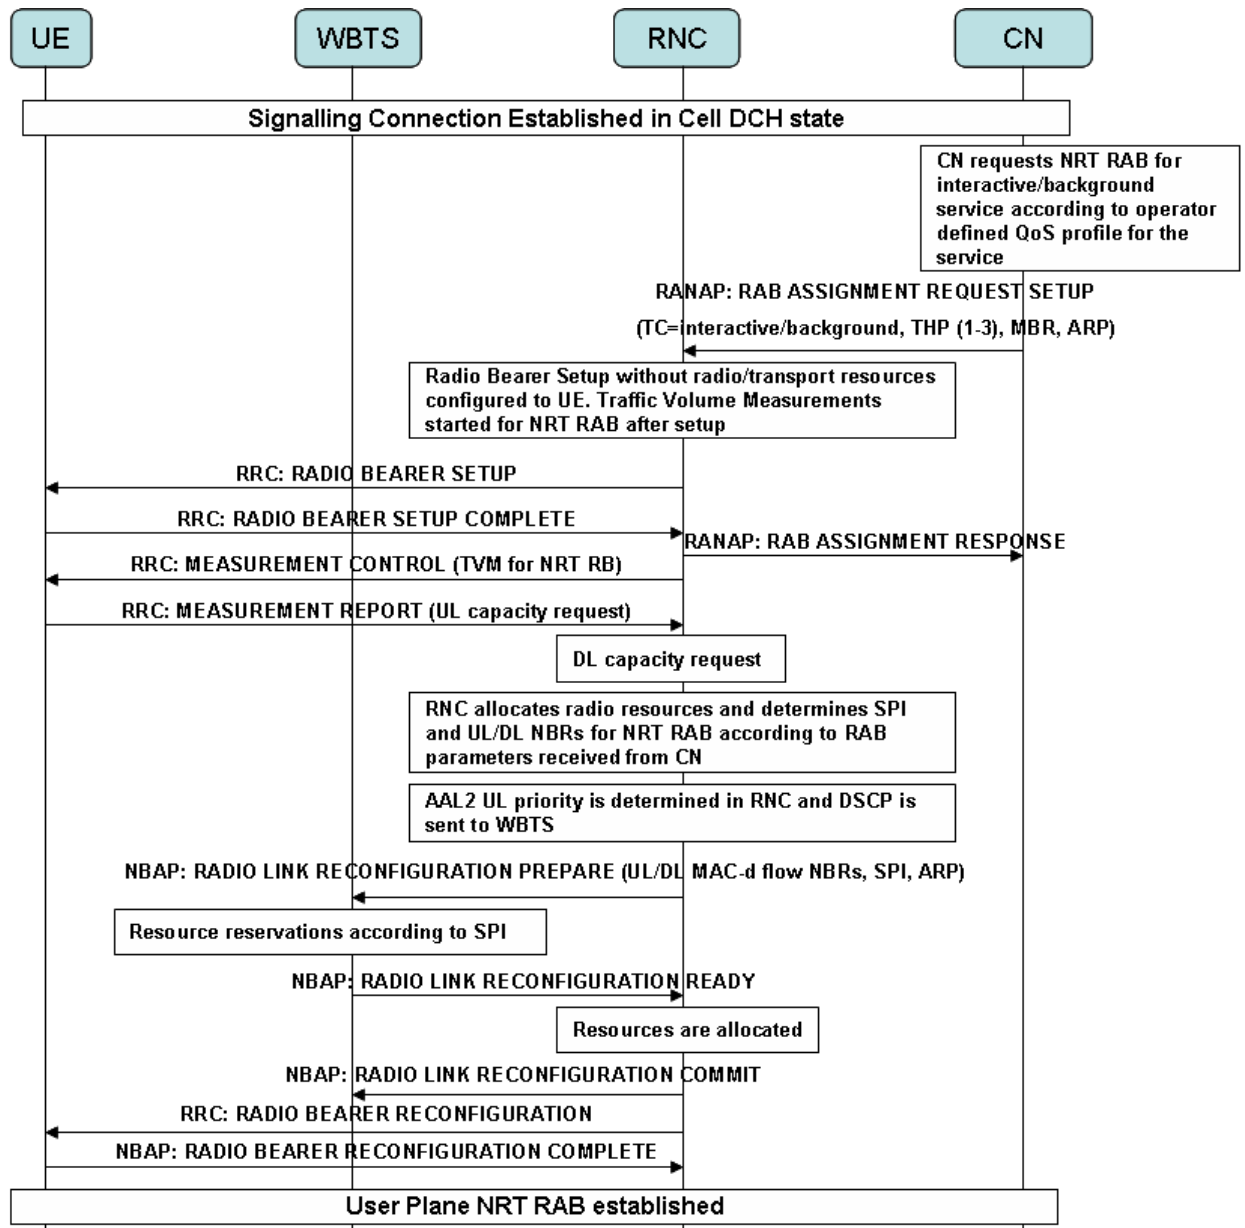 UE WBTS RNC CN
Signalling Connection Established in Cell DCH state
CN requests NRT RAB for
interactive/background
service according to operator
defined QoS profile for the
service
RANAP: RAB ASSIGNMENT REQUEST SETUP
(TC=interactive/background, THP (1-3), MBR, ARP)
Radio Bearer Setup without radio/transport resources
configured to UE. Traffic Volume Measurements
started for NRT RAB after setup
RRC: RADIO BEARER SETUP
RRC: RADIO BEARER SETUP COMPLETE
RANAP: RAB ASSIGNMENT RESPONSE
RRC: MEASUREMENT CONTROL (TVM for NRT RB)
RRC: MEASUREMENT REPORT (UL capacity request)
DL capacity request
RNC allocates radio resources and determines SPI
and UL/DL NBRs for NRT RAB according to RAB
parameters received from CN
AAL2 UL priority is determined in RNC and DSCP is
sent to WBTS
NBAP: RADIO LINK RECONFIGURATION PREPARE (UL/DL MAC-d flow NBRs, SPI, ARP)
Resource reservations according to SPI
NBAP: RADIO LINK RECONFIGURATION READY
Resources are allocated
NBAP: RADIO LINK RECONFIGURATION COMMIT
RRC: RADIO BEARER RECONFIGURATION
NBAP: RADIO BEARER RECONFIGURATION COMPLETE
User Plane NRT RAB established